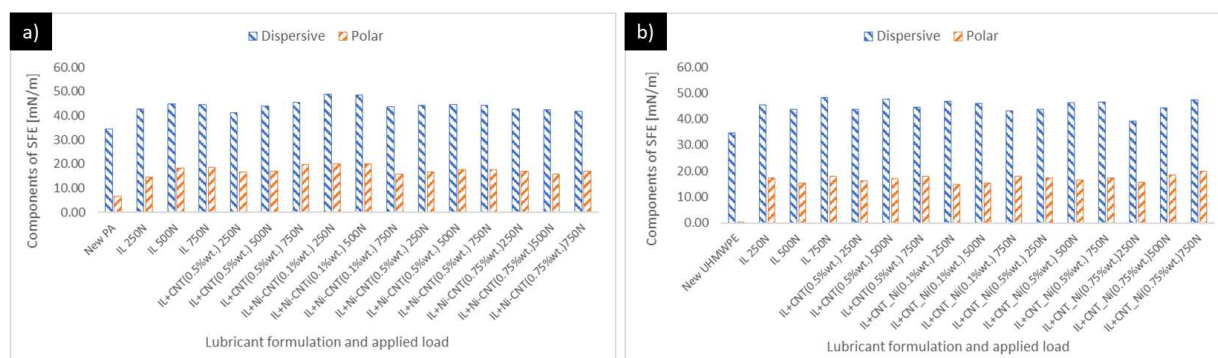 a)
Dispersive Polar
Components of SFE [mN/m]
60.00
50.00
40.00
30.00
20.00
10.00
0.00
New PA
IL 250N
IL 500N
IL 750N
IL+CNT(0.5%wt.) 250N
IL+CNT(0.5%wt.) 500N
IL+CNT(0.5%wt.) 750N
IL+Ni-CNT(0.1%wt) 250N
IL+Ni-CNT(0.1%wt) 500N
IL+Ni-CNT(0.1%wt.) 750N
IL+Ni-CNT(0.5%wt.) 250N
IL+Ni-CNT(0.5%wt.) 500N
IL+Ni-CNT(0.5%wt.) 750N
IL+Ni-CNT(0.75%wt.)250N
IL+Ni-CNT(0.75%wt.)500N
IL+Ni-CNT(0.75%wt.)750N
Lubricant formulation and applied load
b)
Dispersive Polar
Components of SFE [mN/m]
60.00
50.00
40.00
30.00
20.00
10.00
0.00
New UHMWPE
IL 250N
IL 500N
IL 750N
IL+CNT(0.5%wt.) 250N
IL+CNT(0.5%wt.) 500N
IL+CNT(0.5%wt.) 750N
IL+CNT_Ni(0.1%wt.) 250N
IL+CNT_Ni(0.1%wt.) 500N
IL+CNT_Ni(0.1%wt.) 750N
IL+CNT_Ni(0.5%wt.) 250N
IL+CNT_Ni(0.5%wt.) 500N
IL+CNT_Ni(0.5%wt.) 750N
IL+CNT_Ni(0.75%wt.)250N
IL+CNT_Ni(0.75%wt.)500N
IL+CNT_Ni(0.75%wt.)750N
Lubricant formulation and applied load